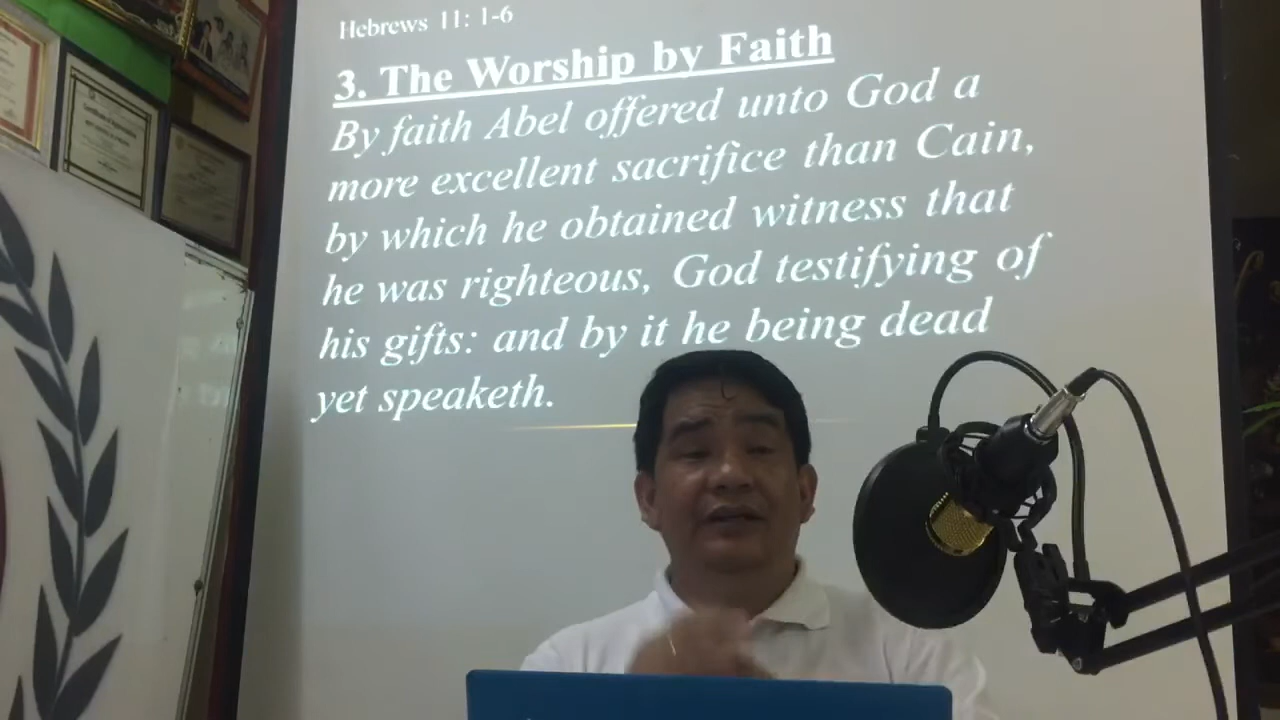 Hebrews 11: 1-6
3. The Worship by Faith
By faith Abel offered unto God a
more excellent sacrifice than Cain,
by which he obtained witness that
he was righteous, God testifying of
his gifts: and by it he being dead
yet speaketh.